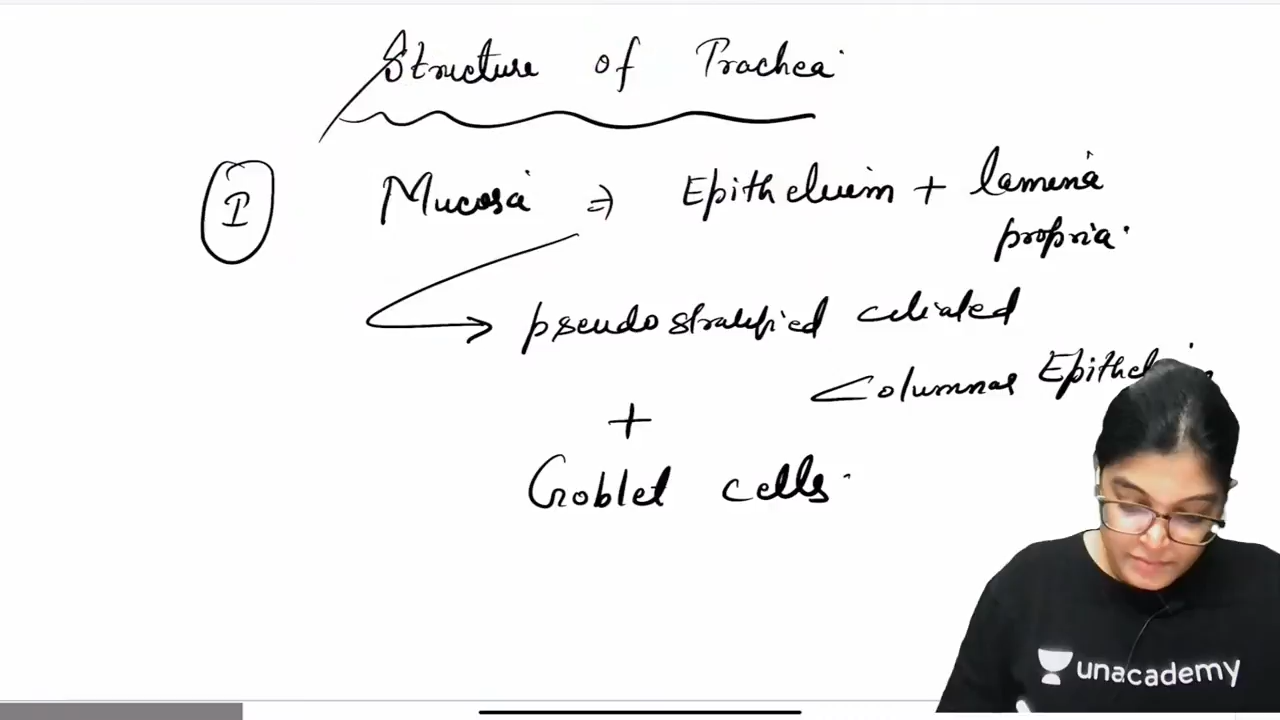 Structure of Trachea
I Mucosa ⇒ Epithelium + lamina
propria.
pseudostratified ciliated
Columnar
+
Goblet cells.
unacademy